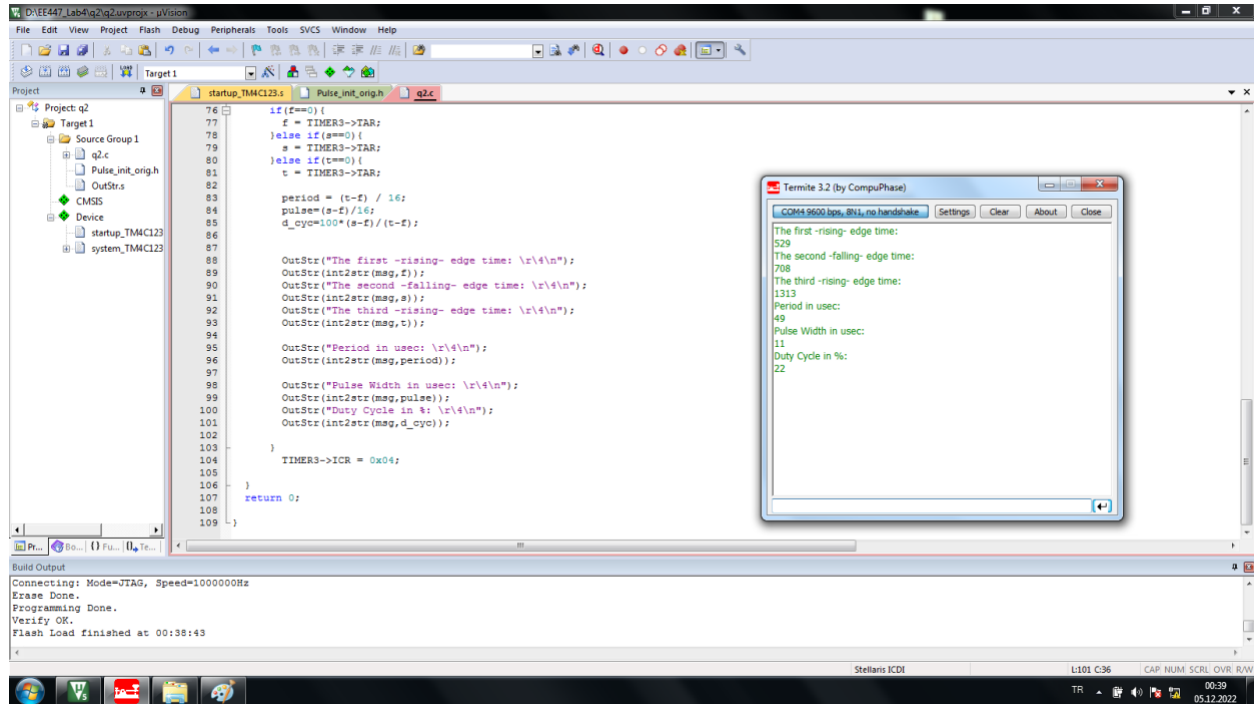 D:\EE447_Lab4\q2\q2.uvprojx - µVision
File Edit View Project Flash Debug Peripherals Tools SVCS Window Help
Target 1
Project
startup_TM4C123.s Pulse_init_orig.h q2.c
Project: q2
Target 1
Source Group 1
q2.c
Pulse_init_orig.h
OutStr.s
CMSIS
Device
startup_TM4C123
system_TM4C123
76 if(f==0){
77 f = TIMER3->TAR;
78 }else if(s==0){
79 s = TIMER3->TAR;
80 }else if(t==0){
81 t = TIMER3->TAR;
82
83 period = (t-f) / 16;
84 pulse=(s-f)/16;
85 d_cyc=100*(s-f)/(t-f);
86
87
88 OutStr("The first -rising- edge time: \r\4\n");
89 OutStr(int2str(msg,f));
90 OutStr("The second -falling- edge time: \r\4\n");
91 OutStr(int2str(msg,s));
92 OutStr("The third -rising- edge time: \r\4\n");
93 OutStr(int2str(msg,t));
94
95 OutStr("Period in usec: \r\4\n");
96 OutStr(int2str(msg,period));
97
98 OutStr("Pulse Width in usec: \r\4\n");
99 OutStr(int2str(msg,pulse));
100 OutStr("Duty Cycle in %: \r\4\n");
101 OutStr(int2str(msg,d_cyc));
102
103 }
104 TIMER3->ICR = 0x04;
105
106 }
107 return 0;
108
109 }
Termite 3.2 (by CompuPhase)
COM4 9600 bps, 8N1, no handshake Settings Clear About Close
The first -rising- edge time:
529
The second -falling- edge time:
708
The third -rising- edge time:
1313
Period in usec:
49
Pulse Width in usec:
11
Duty Cycle in %:
22
Pr... Bo... {} Fu... 0 Te...
Build Output
Connecting: Mode=JTAG, Speed=1000000Hz
Erase Done.
Programming Done.
Verify OK.
Flash Load finished at 00:38:43
Stellaris ICDI L:101 C:36 CAP NUM SCRL OVR R/W
TR 00:39
05.12.2022